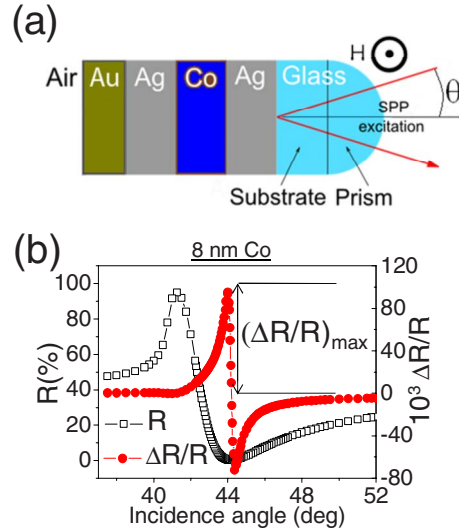 (a)
H
Air Au Ag Co Ag Glass
θ
SPP
excitation
Substrate Prism
(b)
8 nm Co
100
80
60
40
20
0
R(%)
120
80
40
0
-40
-80
10³ ΔR/R
(ΔR/R)max
R
ΔR/R
40 44 48 52
Incidence angle (deg)